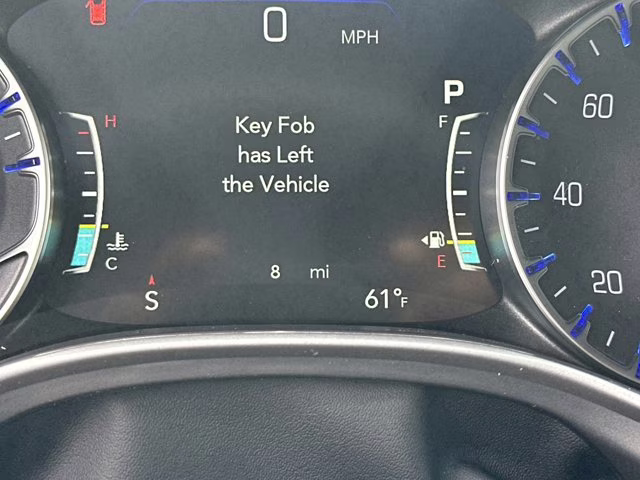 0 MPH
P
H
F
Key Fob
has Left
the Vehicle
60
40
20
C
E
8 mi
S
61°F